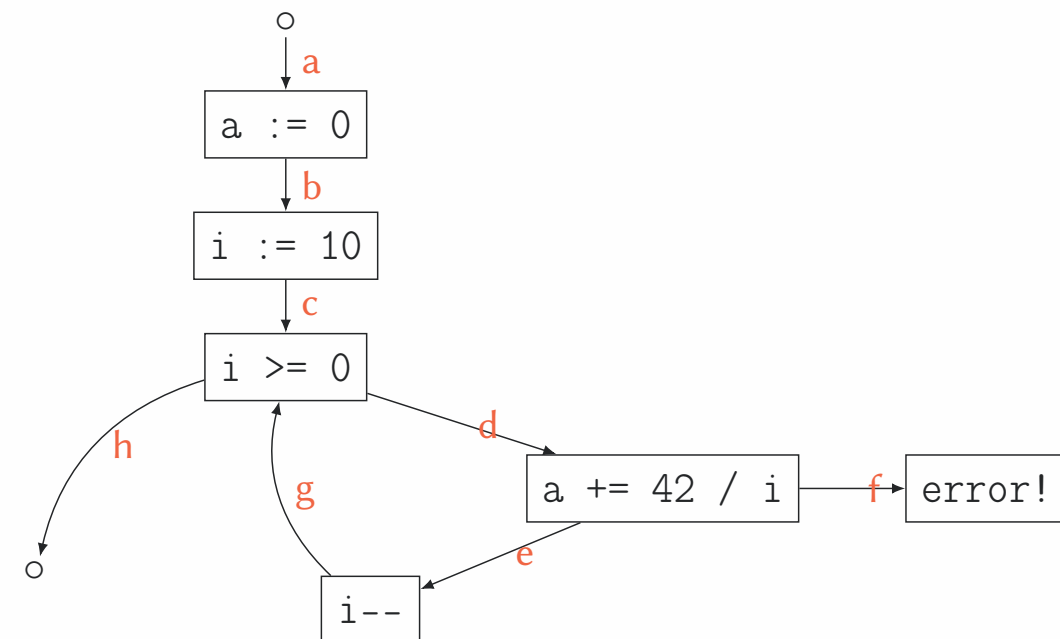 a
a := 0
b
i := 10
c
i >= 0
d
h
a += 42 / i
f
error!
g
e
i--